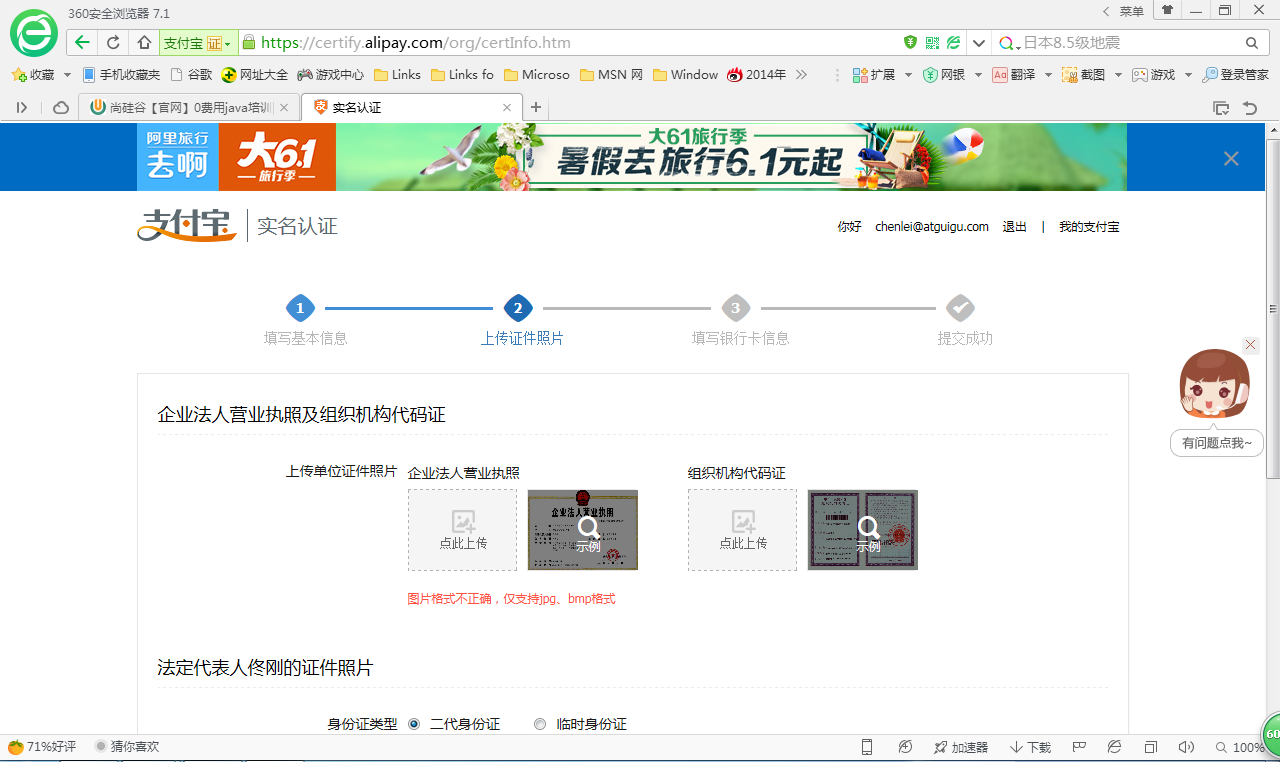 360安全浏览器 7.1
菜单
支付宝 证
https://certify.alipay.com/org/certInfo.htm
日本8.5级地震
收藏 手机收藏夹 谷歌 网址大全 游戏中心 Links Links fo Microso MSN 网 Window 2014年 扩展 网银 Aa 翻译 截图 游戏 登录管家
尚硅谷【官网】0费用java培训 实名认证
阿里旅行
去啊
大6.1
旅行季
大61旅行季
暑假去旅行6.1元起
支付宝 实名认证
你好 chenlei@atguigu.com 退出 | 我的支付宝
1 2 3
填写基本信息 上传证件照片 填写银行卡信息 提交成功
有问题点我~
企业法人营业执照及组织机构代码证
上传单位证件照片 企业法人营业执照 组织机构代码证
企业法人营业执照
点此上传 示例 点此上传 示例
图片格式不正确，仅支持jpg、bmp格式
法定代表人佟刚的证件照片
身份证类型 二代身份证 临时身份证
60
71%好评 猜你喜欢 加速器 下载 100%